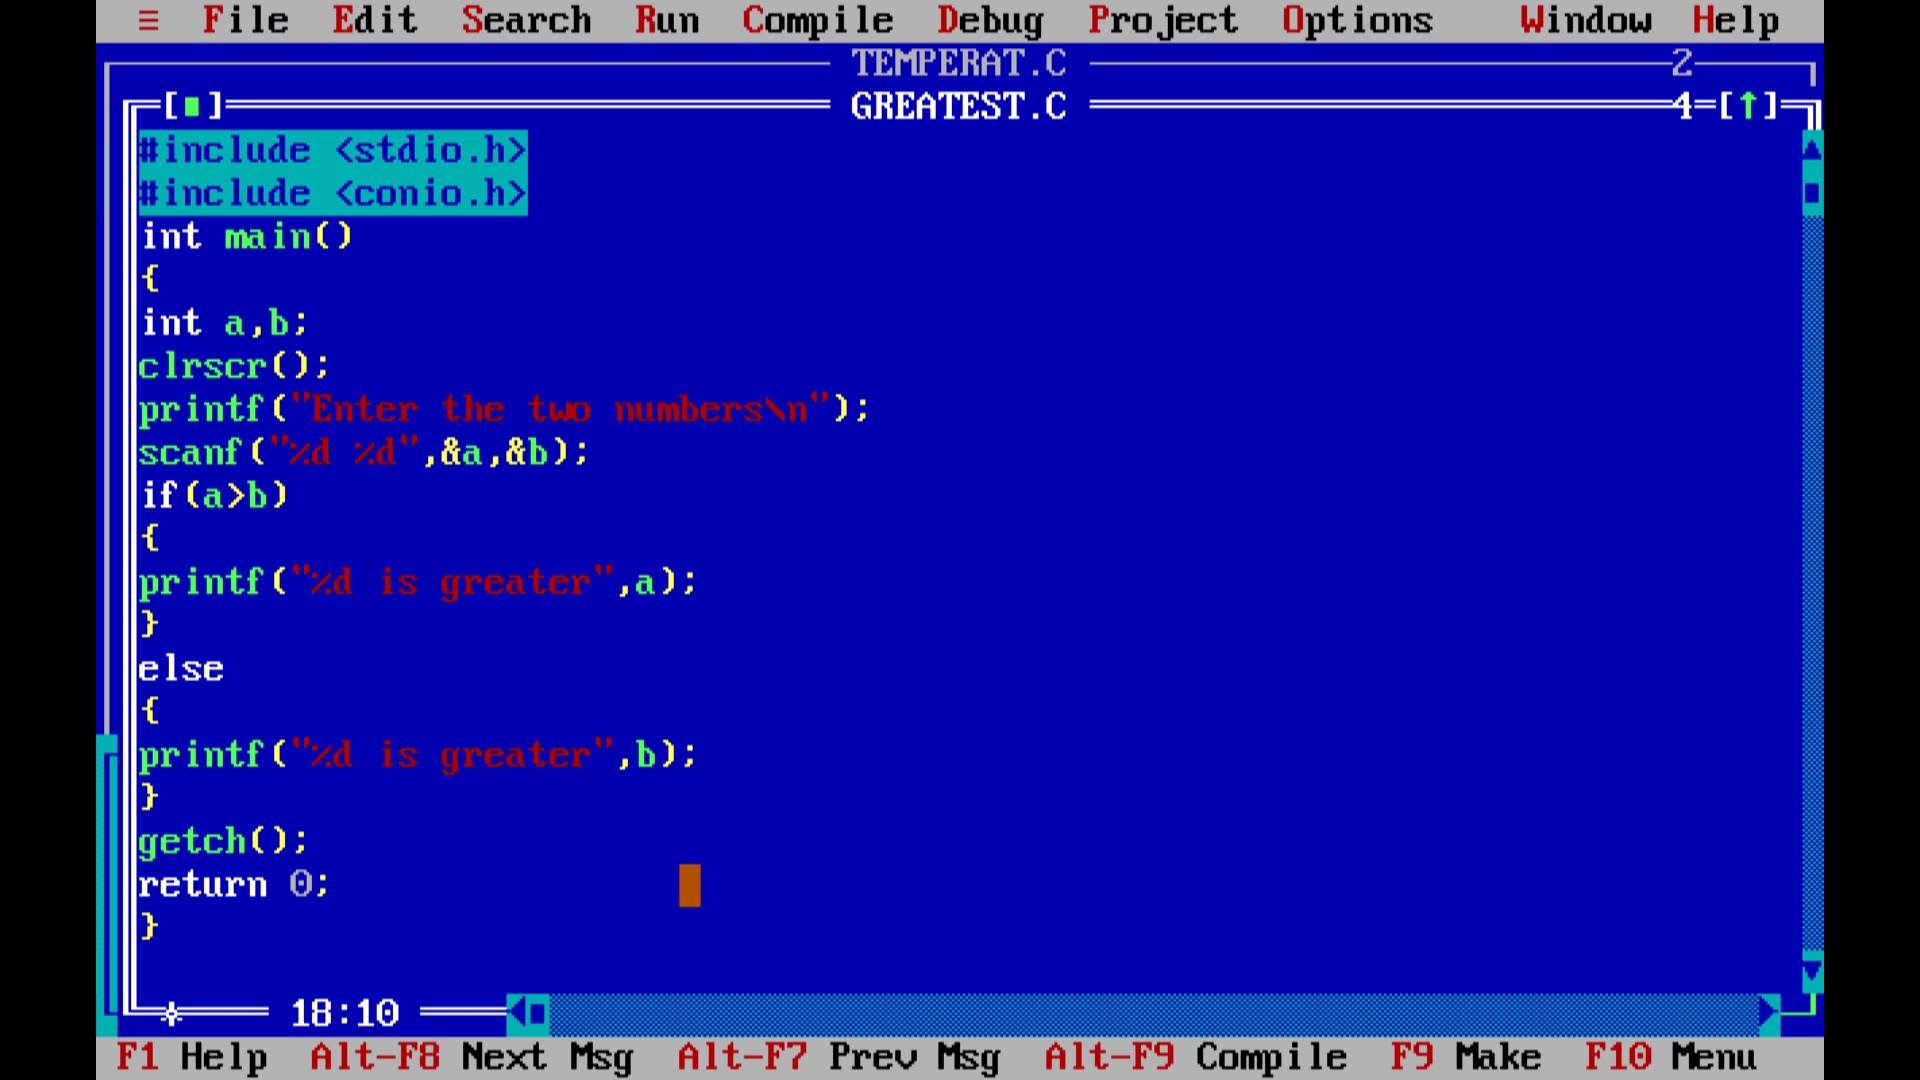 ≡ File Edit Search Run Compile Debug Project Options Window Help
TEMPERAT.C 2
[■] GREATEST.C 4=[↑]
#include <stdio.h>
#include <conio.h>
int main()
{
int a,b;
clrscr();
printf("Enter the two numbers\n");
scanf("%d %d",&a,&b);
if(a>b)
{
printf("%d is greater",a);
}
else
{
printf("%d is greater",b);
}
getch();
return 0;
}
18:10
F1 Help Alt-F8 Next Msg Alt-F7 Prev Msg Alt-F9 Compile F9 Make F10 Menu